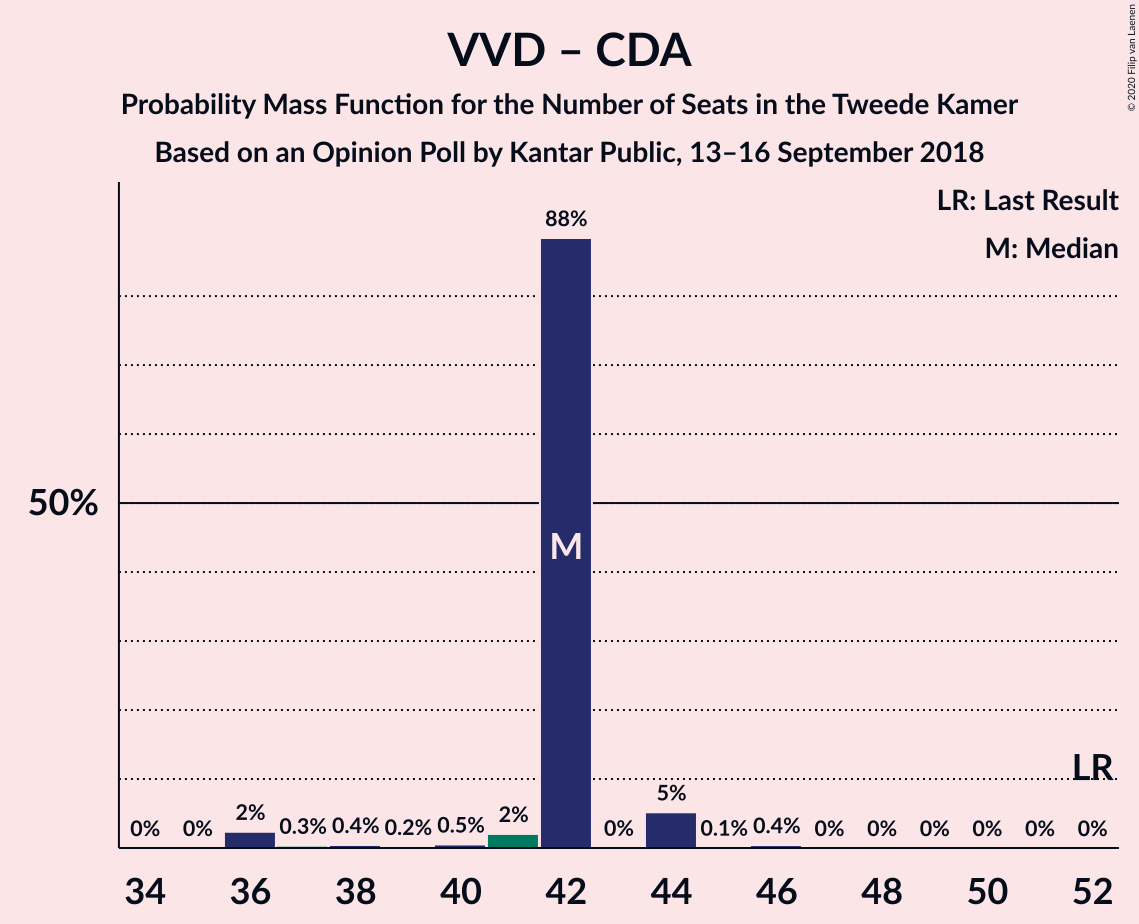 VVD – CDA
Probability Mass Function for the Number of Seats in the Tweede Kamer
Based on an Opinion Poll by Kantar Public, 13–16 September 2018
© 2020 Filip van Laenen
LR: Last Result
M: Median
88%
50%
M
LR
0% 0% 2% 0.3% 0.4% 0.2% 0.5% 2% 0% 5% 0.1% 0.4% 0% 0% 0% 0% 0% 0%
34 36 38 40 42 44 46 48 50 52